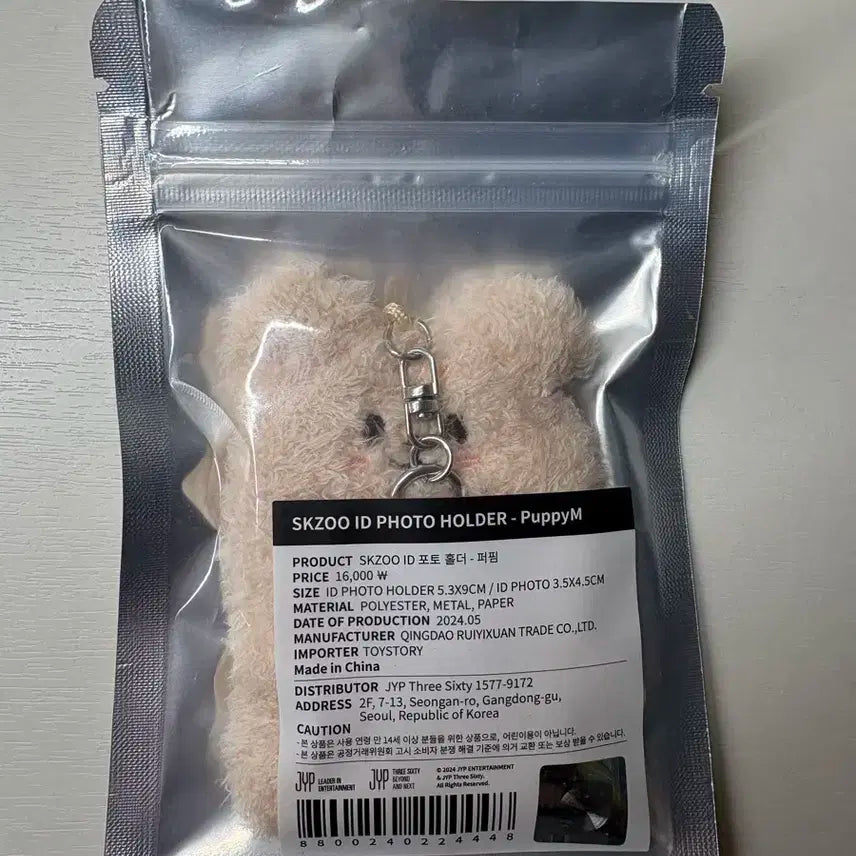 SKZOO ID PHOTO HOLDER - PuppyM
PRODUCT SKZOO ID 포토 홀더 - 퍼핌
PRICE 16,000 ₩
SIZE ID PHOTO HOLDER 5.3X9CM / ID PHOTO 3.5X4.5CM
MATERIAL POLYESTER, METAL, PAPER
DATE OF PRODUCTION 2024.05
MANUFACTURER QINGDAO RUIYIXUAN TRADE CO.,LTD.
IMPORTER TOYSTORY
Made in China
DISTRIBUTOR JYP Three Sixty 1577-9172
ADDRESS 2F, 7-13, Seongan-ro, Gangdong-gu,
Seoul, Republic of Korea
CAUTION
- 본 상품은 사용 연령 만 14세 이상 분들을 위한 상품으로, 어린이용이 아닙니다.
- 본 상품은 공정거래위원회 고시 소비자 분쟁 해결 기준에 의거 교환 또는 보상 받을 수 있습니다.
JYP LEADER IN ENTERTAINMENT
JYP THREE SIXTY BEYOND AND NEXT
© 2024 JYP ENTERTAINMENT
& JYP Three Sixty.
All Rights Reserved.
8800240224448